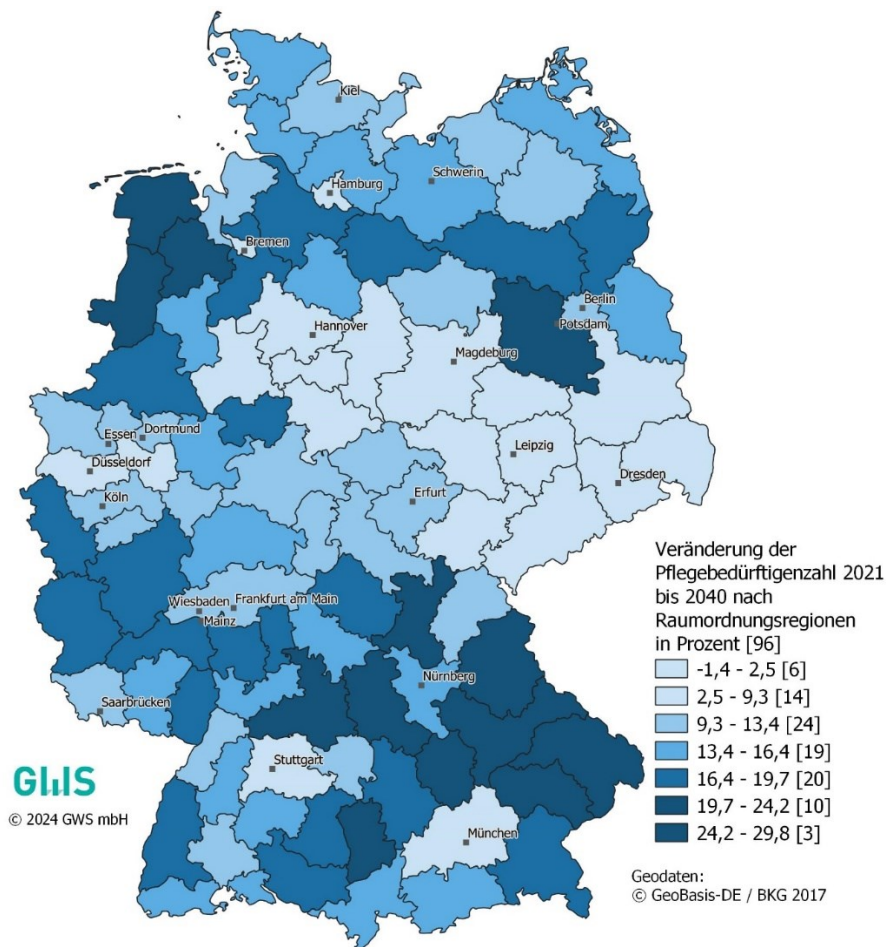 Kiel
Schwerin
Hamburg
Bremen
Berlin
Potsdam
Hannover
Magdeburg
Essen
Dortmund
Düsseldorf
Leipzig
Dresden
Köln
Erfurt
Wiesbaden
Frankfurt am Main
Mainz
Nürnberg
Saarbrücken
Stuttgart
München
Veränderung der
Pflegebedürftigenzahl 2021
bis 2040 nach
Raumordnungsregionen
in Prozent [96]
-1,4 - 2,5 [6]
2,5 - 9,3 [14]
9,3 - 13,4 [24]
13,4 - 16,4 [19]
16,4 - 19,7 [20]
19,7 - 24,2 [10]
24,2 - 29,8 [3]
GWS
© 2024 GWS mbH
Geodaten:
© GeoBasis-DE / BKG 2017